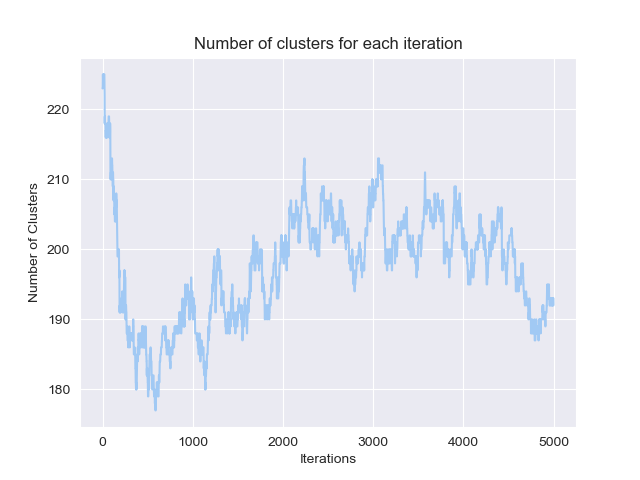 Number of clusters for each iteration
220
210
200
190
180
Number of Clusters
0 1000 2000 3000 4000 5000
Iterations